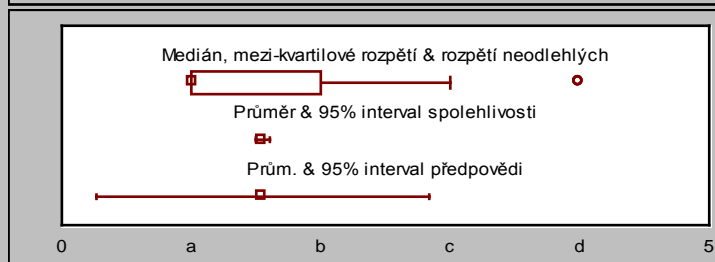 Medián, mezi-kvartilové rozpětí & rozpětí neodlehlých
Průměr & 95% interval spolehlivosti
Prům. & 95% interval předpovědi
0 a b c d 5